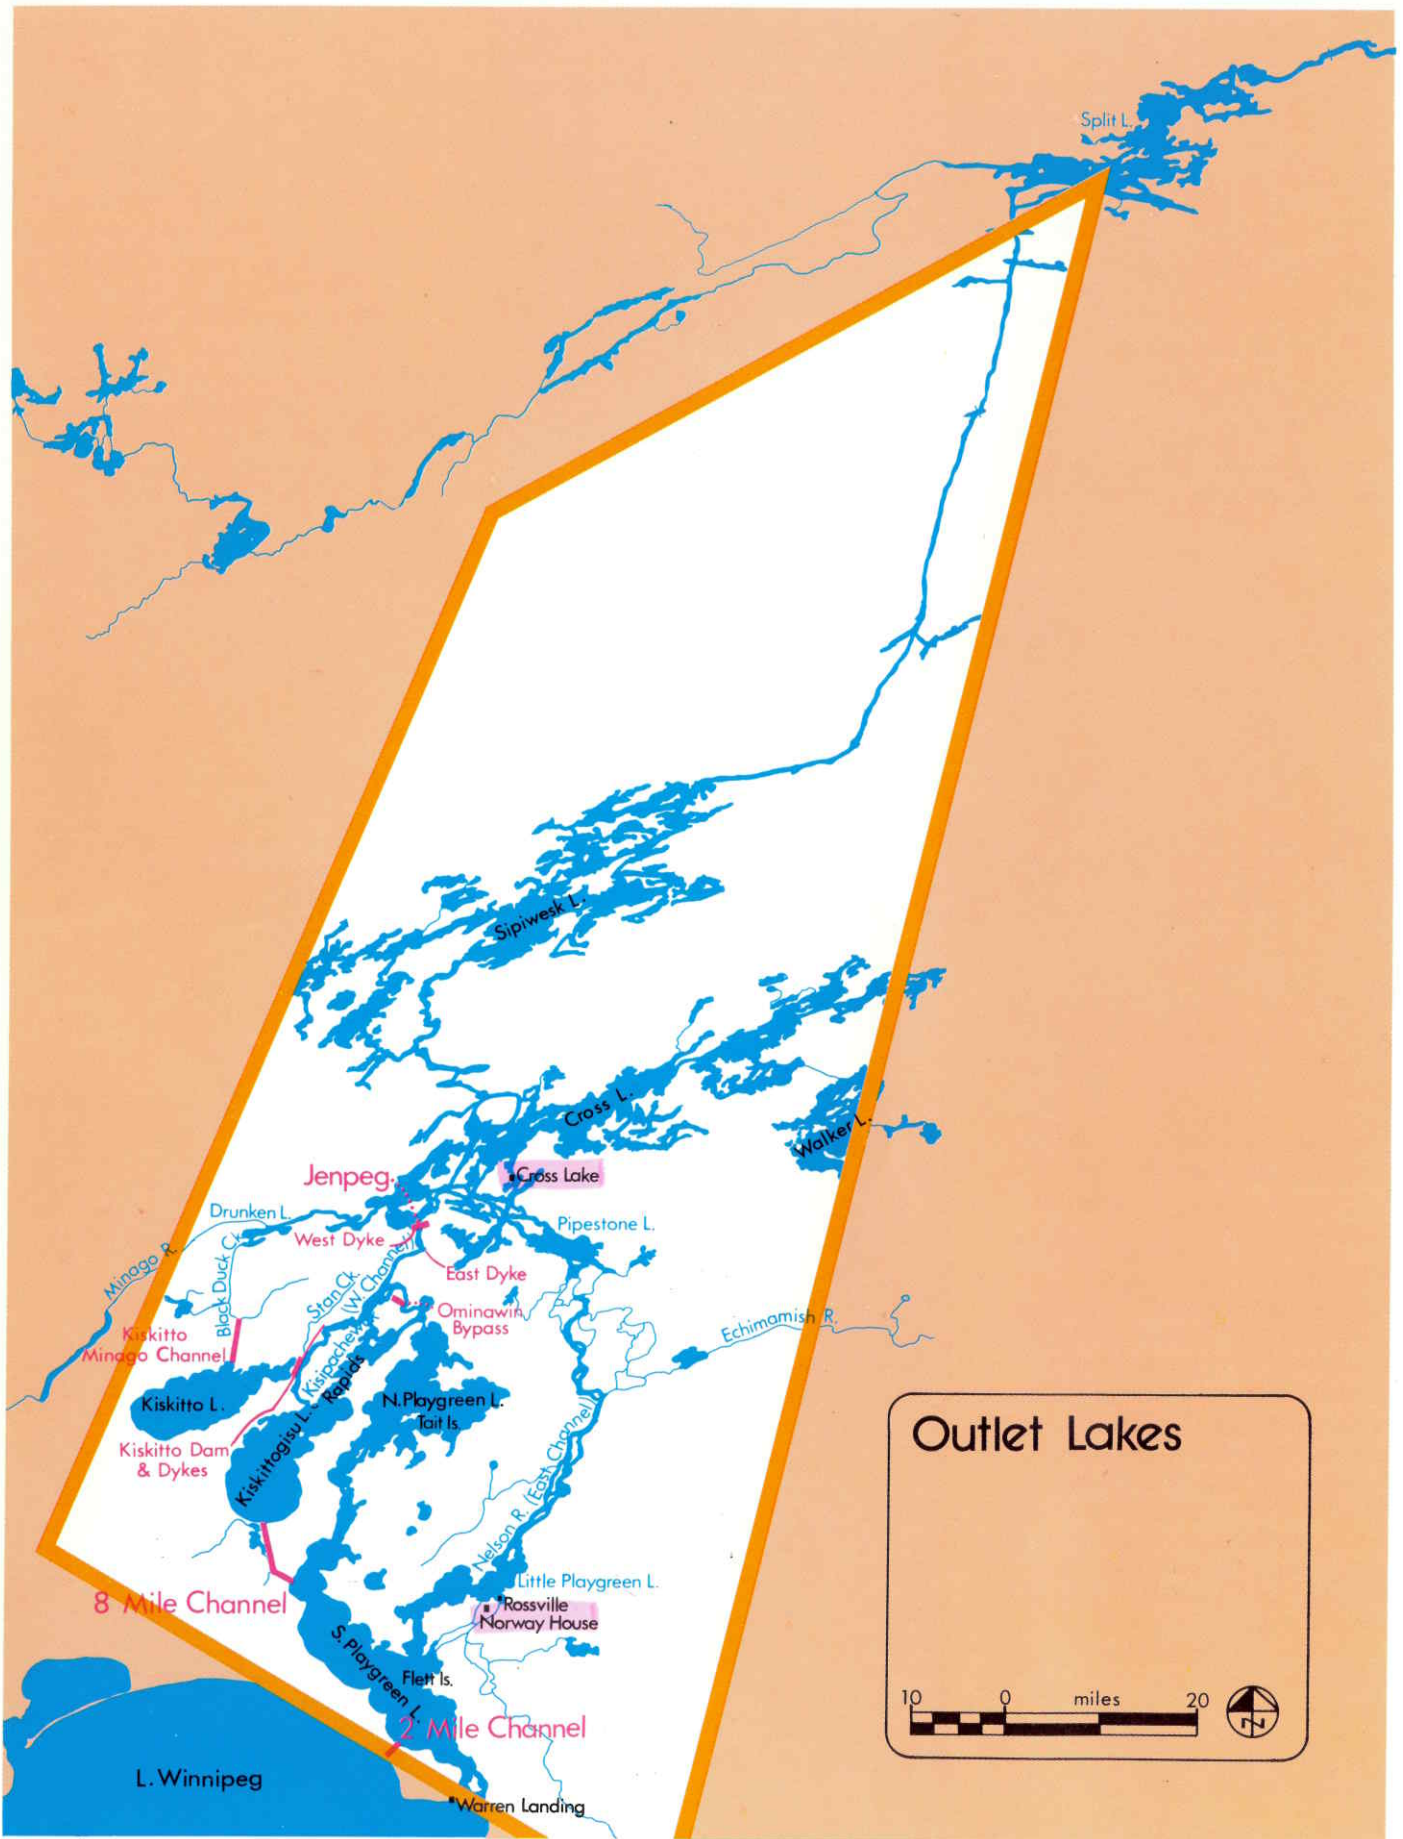 Split L.
Sipiwesk L.
Cross L.
Walker L.
Jenpeg
Cross Lake
Drunken L.
Pipestone L.
West Dyke
Minago R.
Black Duck Ck.
East Dyke
Stan Ck.
(W. Channel)
Ominawin
Bypass
Echimamish R.
Kiskitto
Minago Channel
Kisipachewuk
Rapids
Kiskitto L.
N. Playgreen L.
Tait Is.
Outlet Lakes
Kiskittogisu L.
Kiskitto Dam
& Dykes
Nelson R. (East Channel)
Little Playgreen L.
8 Mile Channel
Rossville
Norway House
S. Playgreen L.
Flett Is.
10 0 miles 20
N
2 Mile Channel
L. Winnipeg
Warren Landing